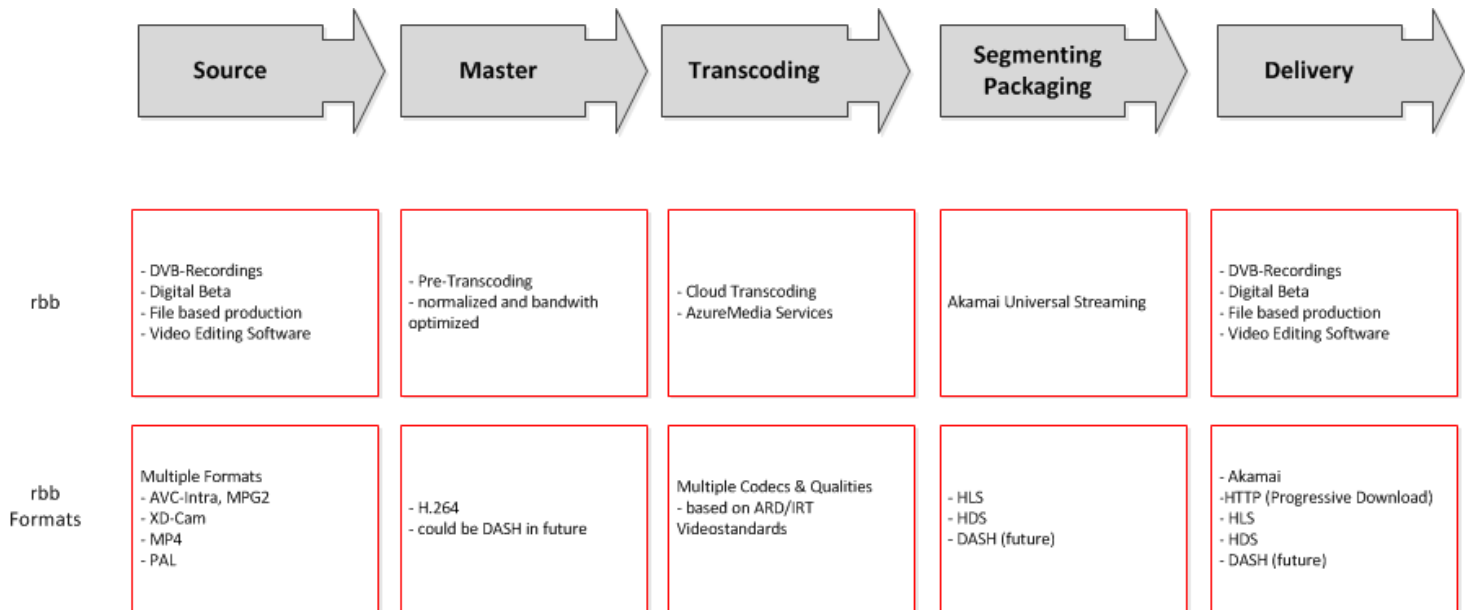 Source
Master
Transcoding
Segmenting
Packaging
Delivery
rbb
- DVB-Recordings
- Digital Beta
- File based production
- Video Editing Software
- Pre-Transcoding
- normalized and bandwith
optimized
- Cloud Transcoding
- AzureMedia Services
Akamai Universal Streaming
- DVB-Recordings
- Digital Beta
- File based production
- Video Editing Software
rbb
Formats
Multiple Formats
- AVC-Intra, MPG2
- XD-Cam
- MP4
- PAL
- H.264
- could be DASH in future
Multiple Codecs & Qualities
- based on ARD/IRT
Videostandards
- HLS
- HDS
- DASH (future)
- Akamai
-HTTP (Progressive Download)
- HLS
- HDS
- DASH (future)